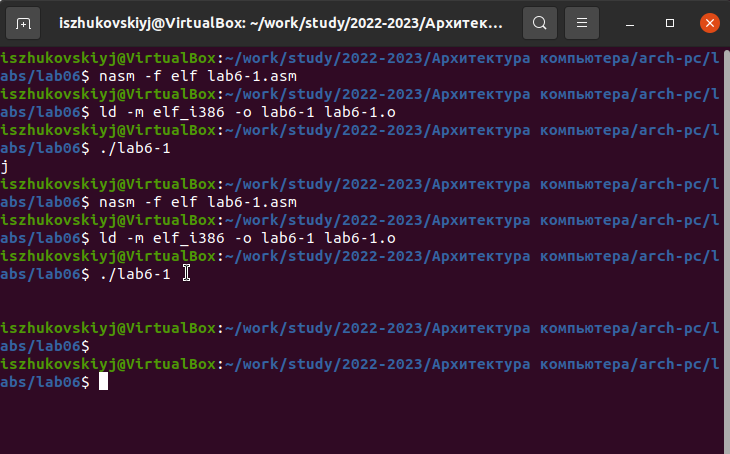 iszhukovskiyj@VirtualBox: ~/work/study/2022-2023/Архитек...
iszhukovskiyj@VirtualBox:~/work/study/2022-2023/Архитектура компьютера/arch-pc/l
abs/lab06$ nasm -f elf lab6-1.asm
iszhukovskiyj@VirtualBox:~/work/study/2022-2023/Архитектура компьютера/arch-pc/l
abs/lab06$ ld -m elf_i386 -o lab6-1 lab6-1.o
iszhukovskiyj@VirtualBox:~/work/study/2022-2023/Архитектура компьютера/arch-pc/l
abs/lab06$ ./lab6-1
j
iszhukovskiyj@VirtualBox:~/work/study/2022-2023/Архитектура компьютера/arch-pc/l
abs/lab06$ nasm -f elf lab6-1.asm
iszhukovskiyj@VirtualBox:~/work/study/2022-2023/Архитектура компьютера/arch-pc/l
abs/lab06$ ld -m elf_i386 -o lab6-1 lab6-1.o
iszhukovskiyj@VirtualBox:~/work/study/2022-2023/Архитектура компьютера/arch-pc/l
abs/lab06$ ./lab6-1
iszhukovskiyj@VirtualBox:~/work/study/2022-2023/Архитектура компьютера/arch-pc/l
abs/lab06$
iszhukovskiyj@VirtualBox:~/work/study/2022-2023/Архитектура компьютера/arch-pc/l
abs/lab06$